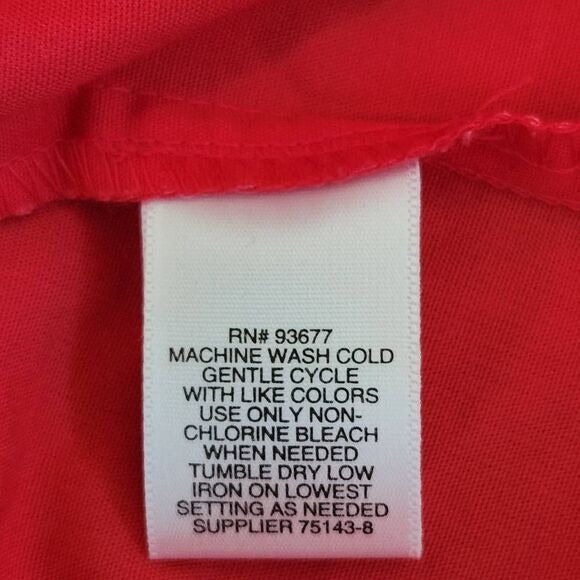 RN# 93677
MACHINE WASH COLD
GENTLE CYCLE
WITH LIKE COLORS
USE ONLY NON-
CHLORINE BLEACH
WHEN NEEDED
TUMBLE DRY LOW
IRON ON LOWEST
SETTING AS NEEDED
SUPPLIER 75143-8